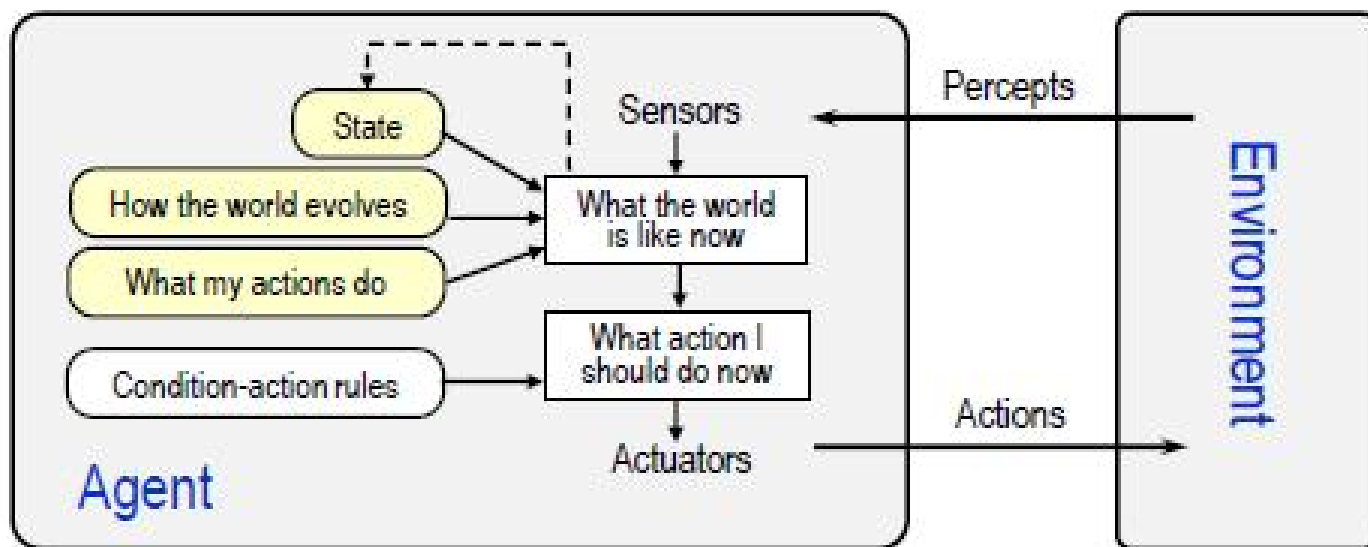 Percepts
Sensors
State
How the world evolves
What the world
is like now
What my actions do
What action I
should do now
Condition-action rules
Actions
Actuators
Agent
Environment